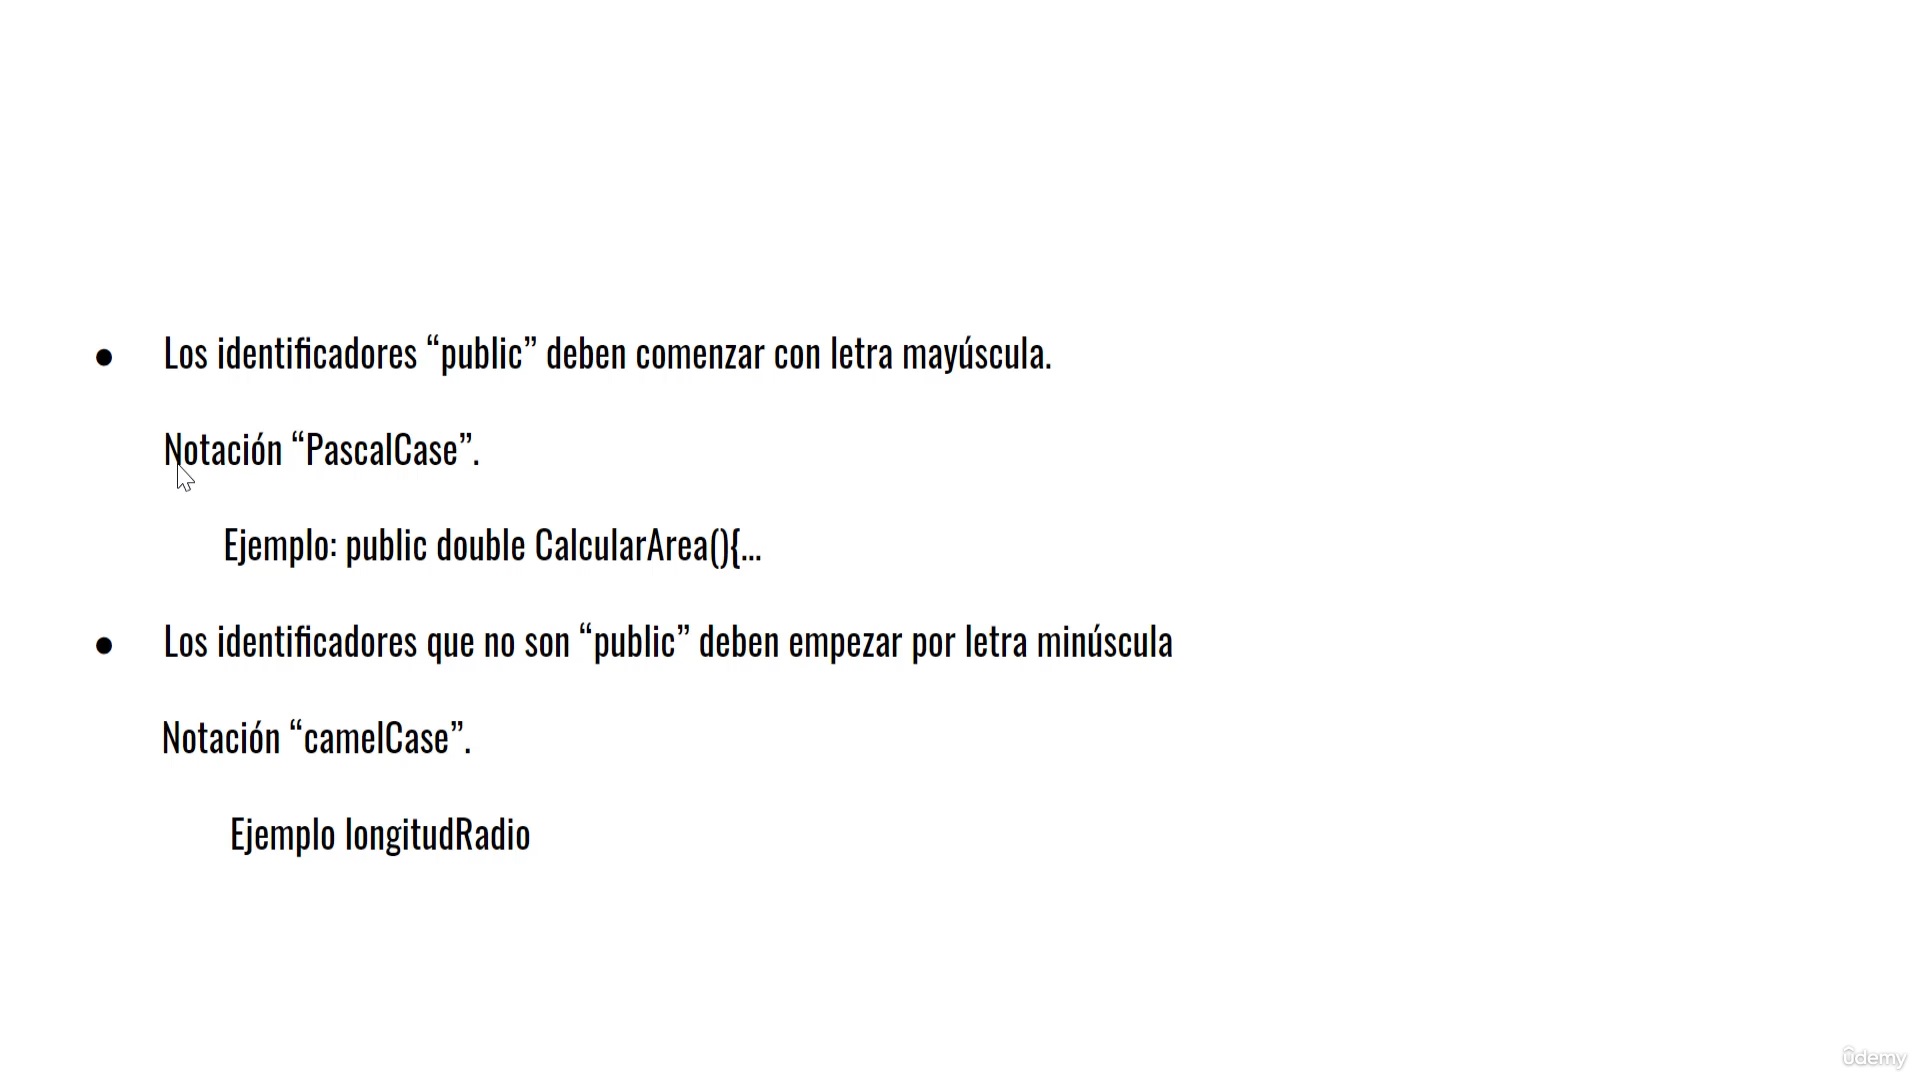 ● Los identificadores “public” deben comenzar con letra mayúscula.
Notación “PascalCase”.
Ejemplo: public double CalcularArea(){...
● Los identificadores que no son “public” deben empezar por letra minúscula
Notación “camelCase”.
Ejemplo longitudRadio
ûdemy